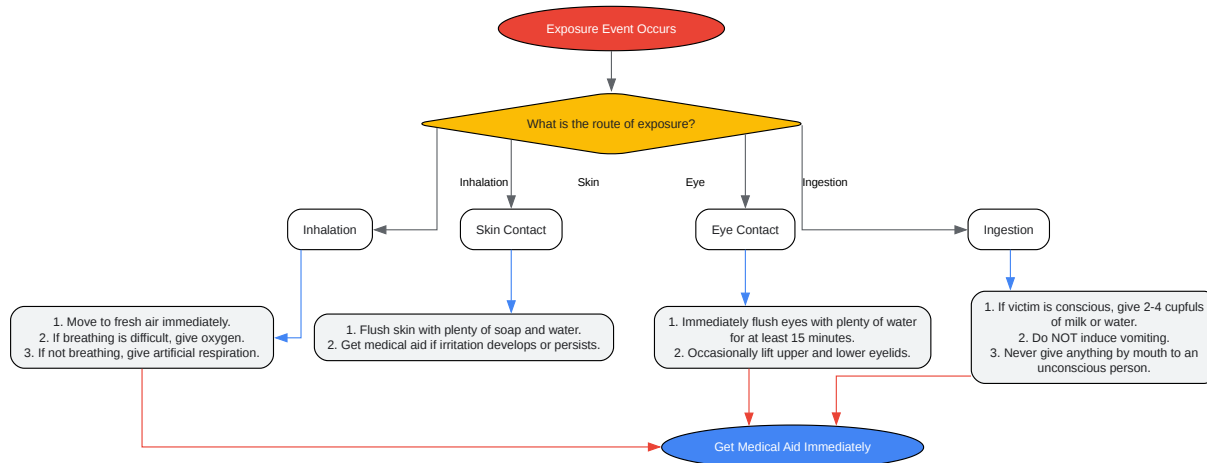 Exposure Event Occurs
What is the route of exposure?
Inhalation
Skin
Eye
Ingestion
Inhalation
Skin Contact
Eye Contact
Ingestion
1. Move to fresh air immediately.
2. If breathing is difficult, give oxygen.
3. If not breathing, give artificial respiration.
1. Flush skin with plenty of soap and water.
2. Get medical aid if irritation develops or persists.
1. Immediately flush eyes with plenty of water
for at least 15 minutes.
2. Occasionally lift upper and lower eyelids.
1. If victim is conscious, give 2-4 cupfuls
of milk or water.
2. Do NOT induce vomiting.
3. Never give anything by mouth to an
unconscious person.
Get Medical Aid Immediately